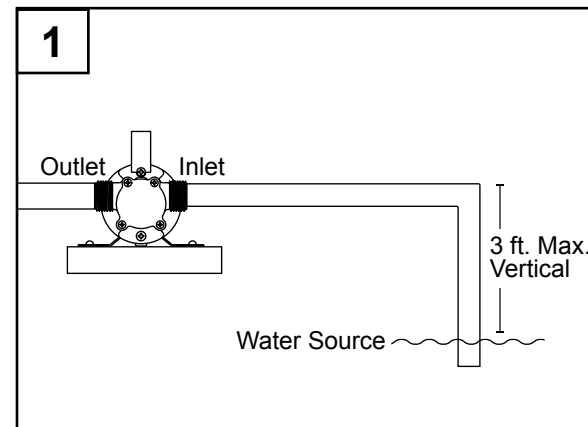 1
Outlet
Inlet
3 ft. Max.
Vertical
Water Source